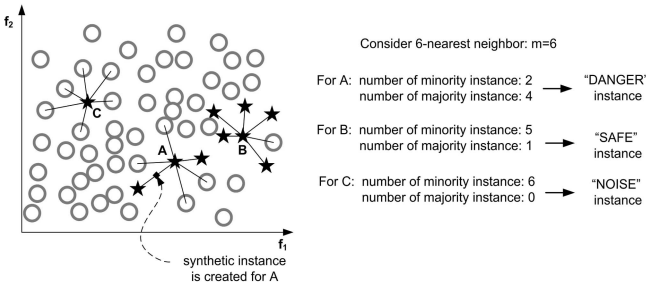 f2
C
A
B
f1
synthetic instance
is created for A
Consider 6-nearest neighbor: m=6
For A: number of minority instance: 2
number of majority instance: 4
“DANGER”
instance
For B: number of minority instance: 5
number of majority instance: 1
“SAFE”
instance
For C: number of minority instance: 6
number of majority instance: 0
“NOISE”
instance